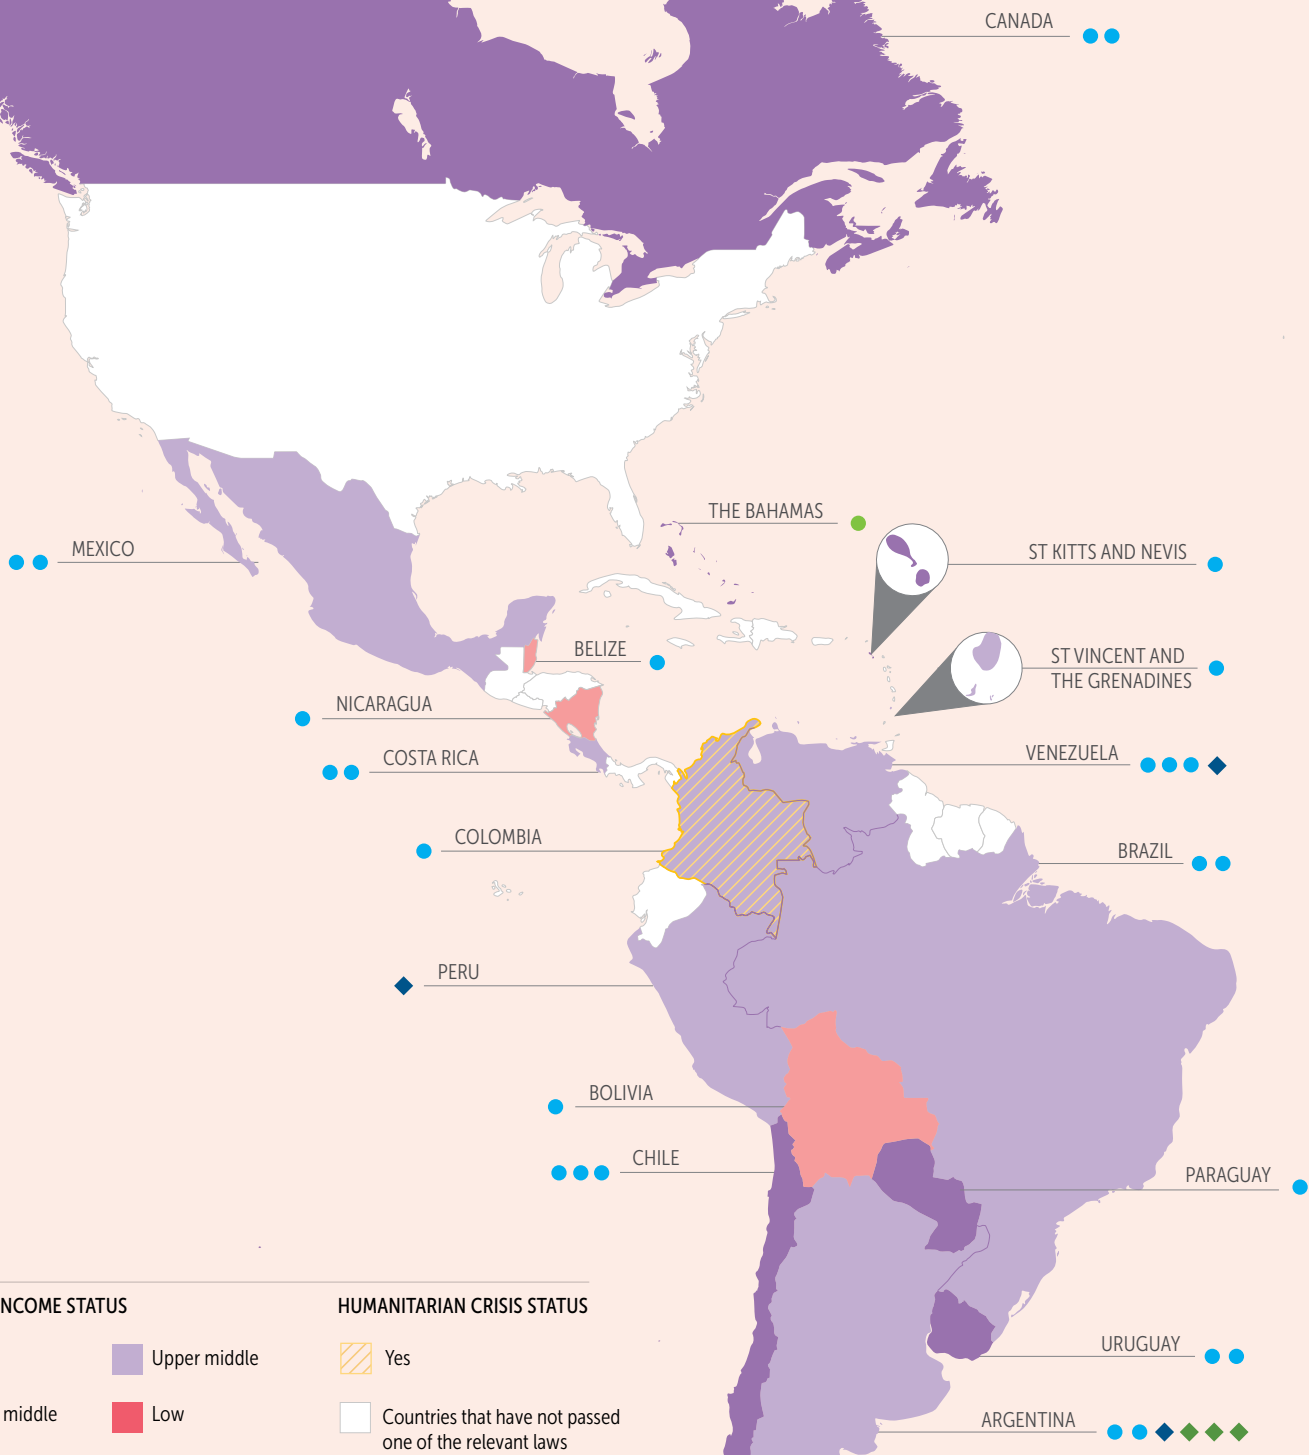 CANADA
THE BAHAMAS
MEXICO
ST KITTS AND NEVIS
BELIZE
ST VINCENT AND
THE GRENADINES
NICARAGUA
COSTA RICA
VENEZUELA
COLOMBIA
BRAZIL
PERU
BOLIVIA
CHILE
PARAGUAY
NCOME STATUS
HUMANITARIAN CRISIS STATUS
URUGUAY
Upper middle
Yes
middle
Low
Countries that have not passed
one of the relevant laws
ARGENTINA